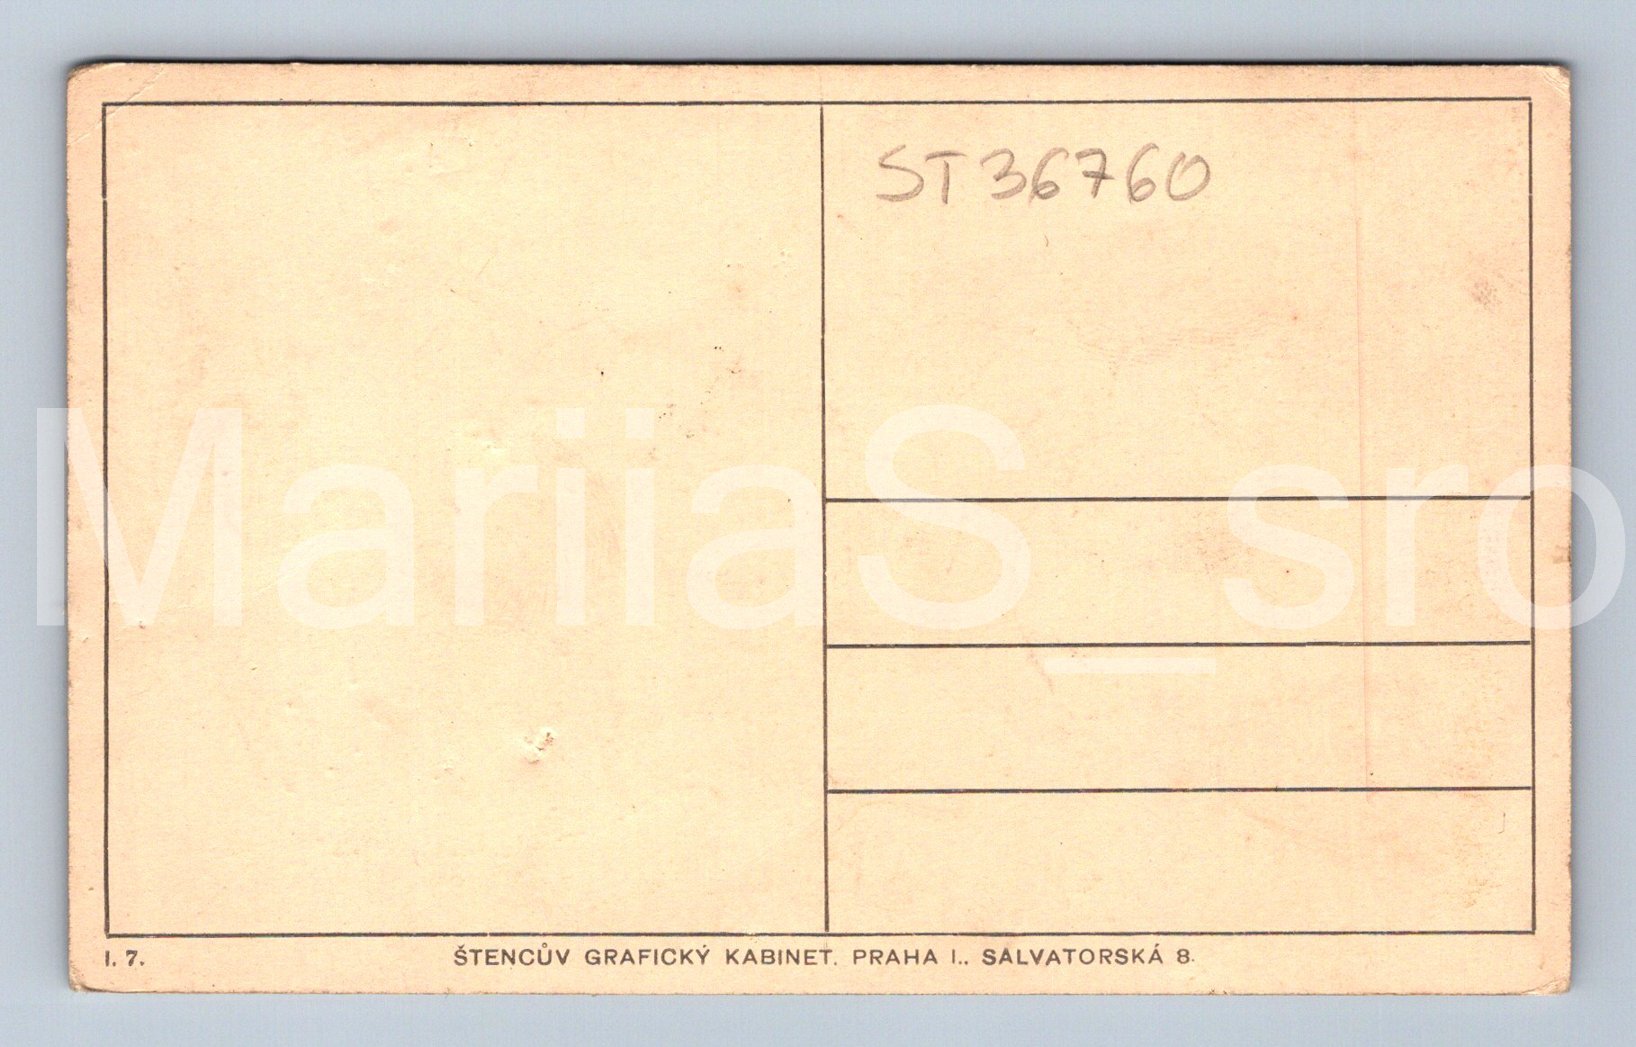 ST36760
MariiaS_sro
I. 7.
ŠTENCŮV GRAFICKÝ KABINET. PRAHA I.. SALVATORSKÁ 8.